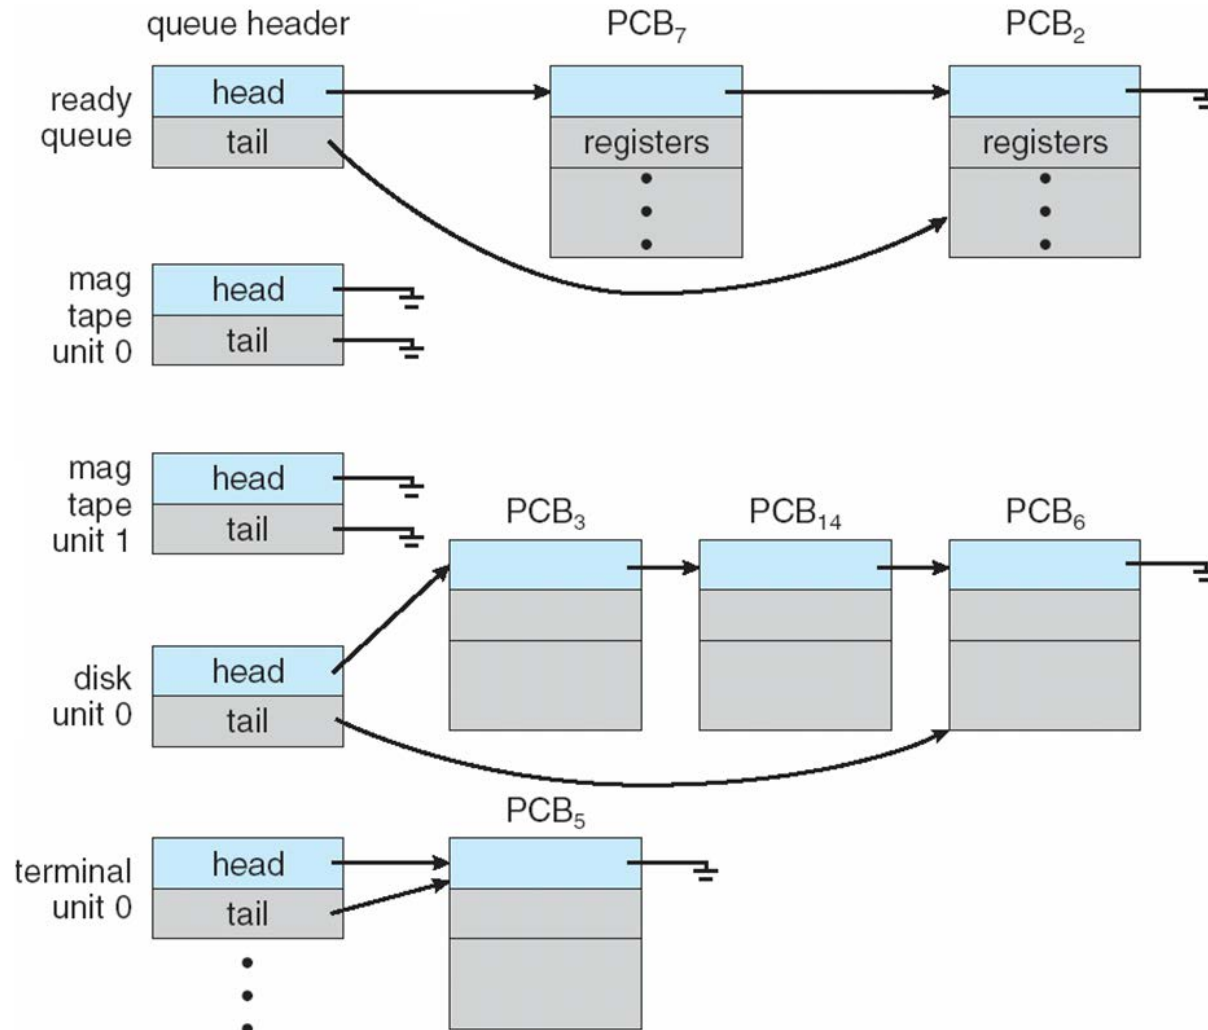 queue header
PCB₇
PCB₂
ready
queue
head
tail
registers
registers
mag
tape
unit 0
head
tail
mag
tape
unit 1
head
tail
PCB₃
PCB₁₄
PCB₆
disk
unit 0
head
tail
PCB₅
terminal
unit 0
head
tail